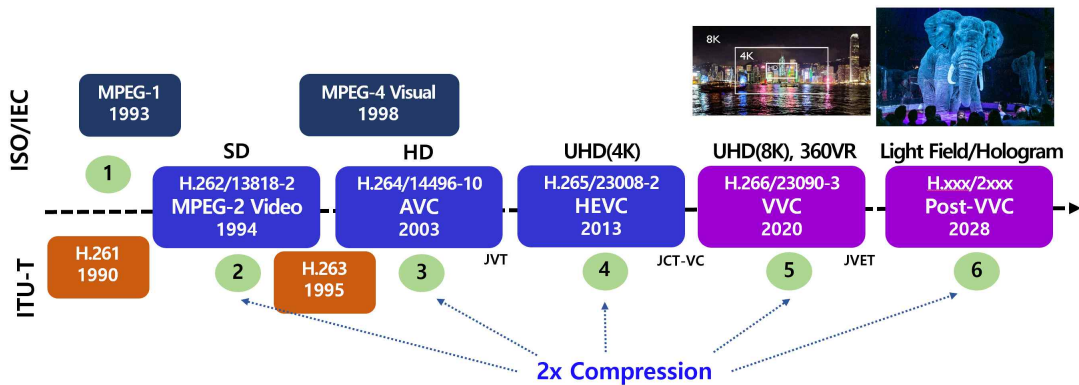 8K
4K
ISO/IEC
ITU-T
MPEG-1
1993
MPEG-4 Visual
1998
1
SD
HD
UHD(4K)
UHD(8K), 360VR
Light Field/Hologram
H.262/13818-2
MPEG-2 Video
1994
H.264/14496-10
AVC
2003
H.265/23008-2
HEVC
2013
H.266/23090-3
VVC
2020
H.xxx/2xxx
Post-VVC
2028
H.261
1990
2
H.263
1995
3
JVT
4
JCT-VC
5
JVET
6
2x Compression